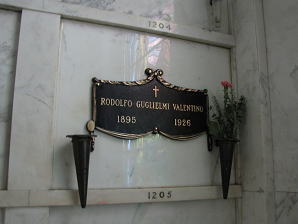 1204
RODOLFO GUGLIELMI VALENTINO
1895 1926
1205